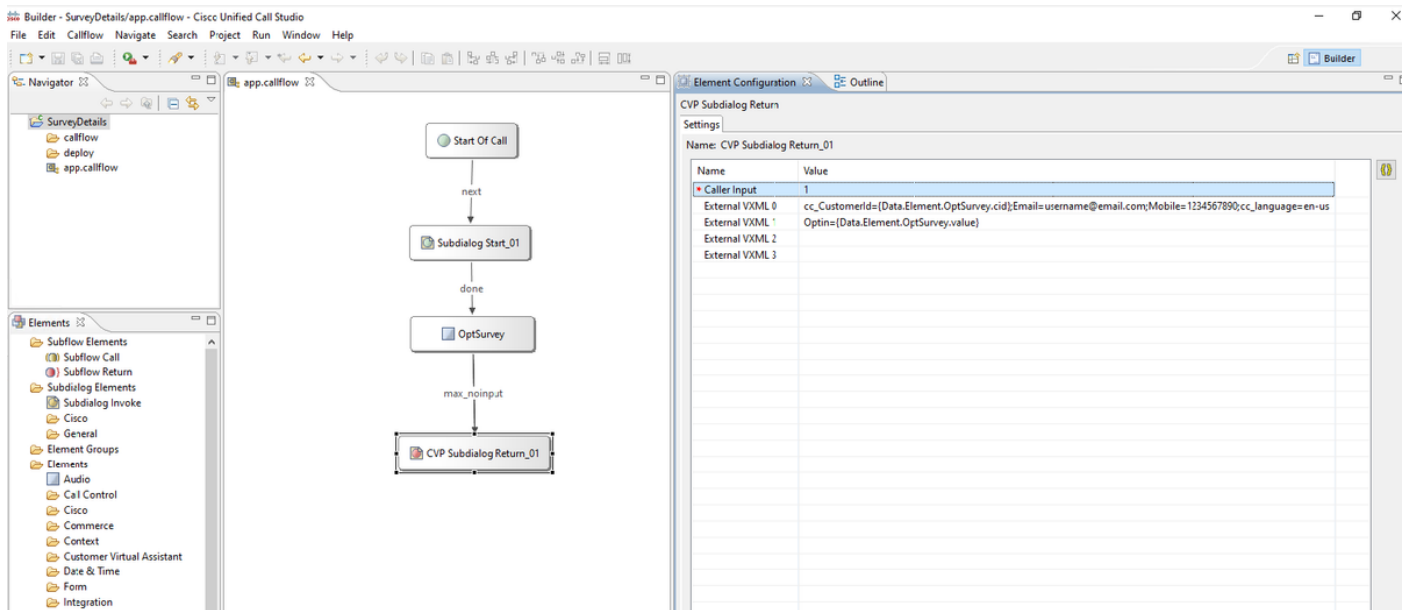 Builder - SurveyDetails/app.callflow - Cisco Unified Call Studio
File Edit Callflow Navigate Search Project Run Window Help
Builder
Navigator
SurveyDetails
callflow
deploy
app.callflow
Elements
Subflow Elements
Subflow Call
Subflow Return
Subdialog Elements
Subdialog Invoke
Cisco
General
Element Groups
Elements
Audio
Call Control
Cisco
Commerce
Context
Customer Virtual Assistant
Date & Time
Form
Integration
app.callflow
Start Of Call
next
Subdialog Start_01
done
OptSurvey
max_noinput
CVP Subdialog Return_01
Element Configuration Outline
CVP Subdialog Return
Settings
Name: CVP Subdialog Return_01
Name Value
* Caller Input 1
External VXML 0 cc_CustomerId={Data.Element.OptSurvey.cid};Email=username@email.com;Mobile=1234567890;cc_language=en-us
External VXML 1 Optin={Data.Element.OptSurvey.value}
External VXML 2
External VXML 3